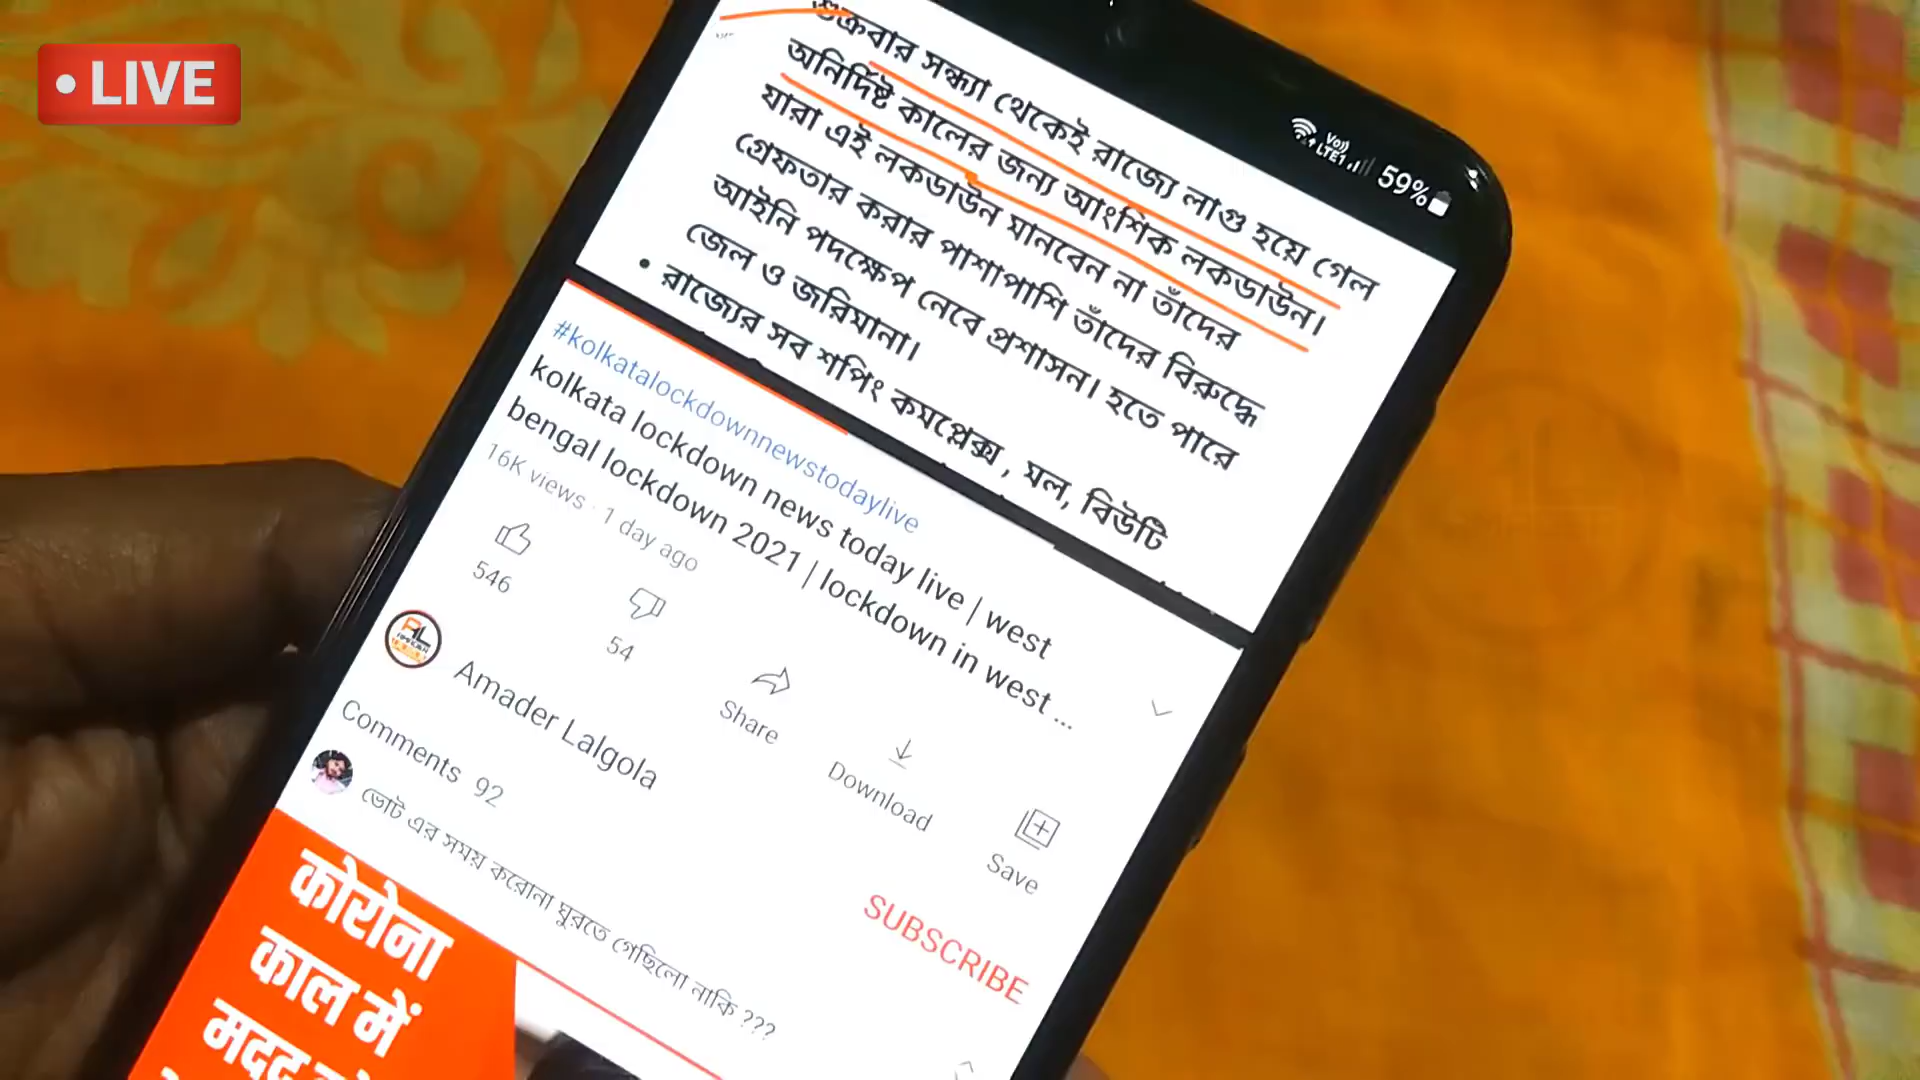 LIVE
Vo))
LTE1
59%
শুক্রবার সন্ধ্যা থেকেই রাজ্যে লাগু হয়ে গেল
অনির্দিষ্ট কালের জন্য আংশিক লকডাউন।
যারা এই লকডাউন মানবেন না তাঁদের
গ্রেফতার করার পাশাপাশি তাঁদের বিরুদ্ধে
আইনি পদক্ষেপ নেবে প্রশাসন। হতে পারে
জেল ও জরিমানা।
• রাজ্যের সব শপিং কমপ্লেক্স, মল, বিউটি
#kolkatalockdownnewstodaylive
kolkata lockdown news today live | west
bengal lockdown 2021 | lockdown in west ...
16K views · 1 day ago
546
54
Share
Download
Save
Amader Lalgola
SUBSCRIBE
Comments 92
ভোট এর সময় করোনা ঘুরতে গেছিলো নাকি ???
कोरोना
काल में
मदद